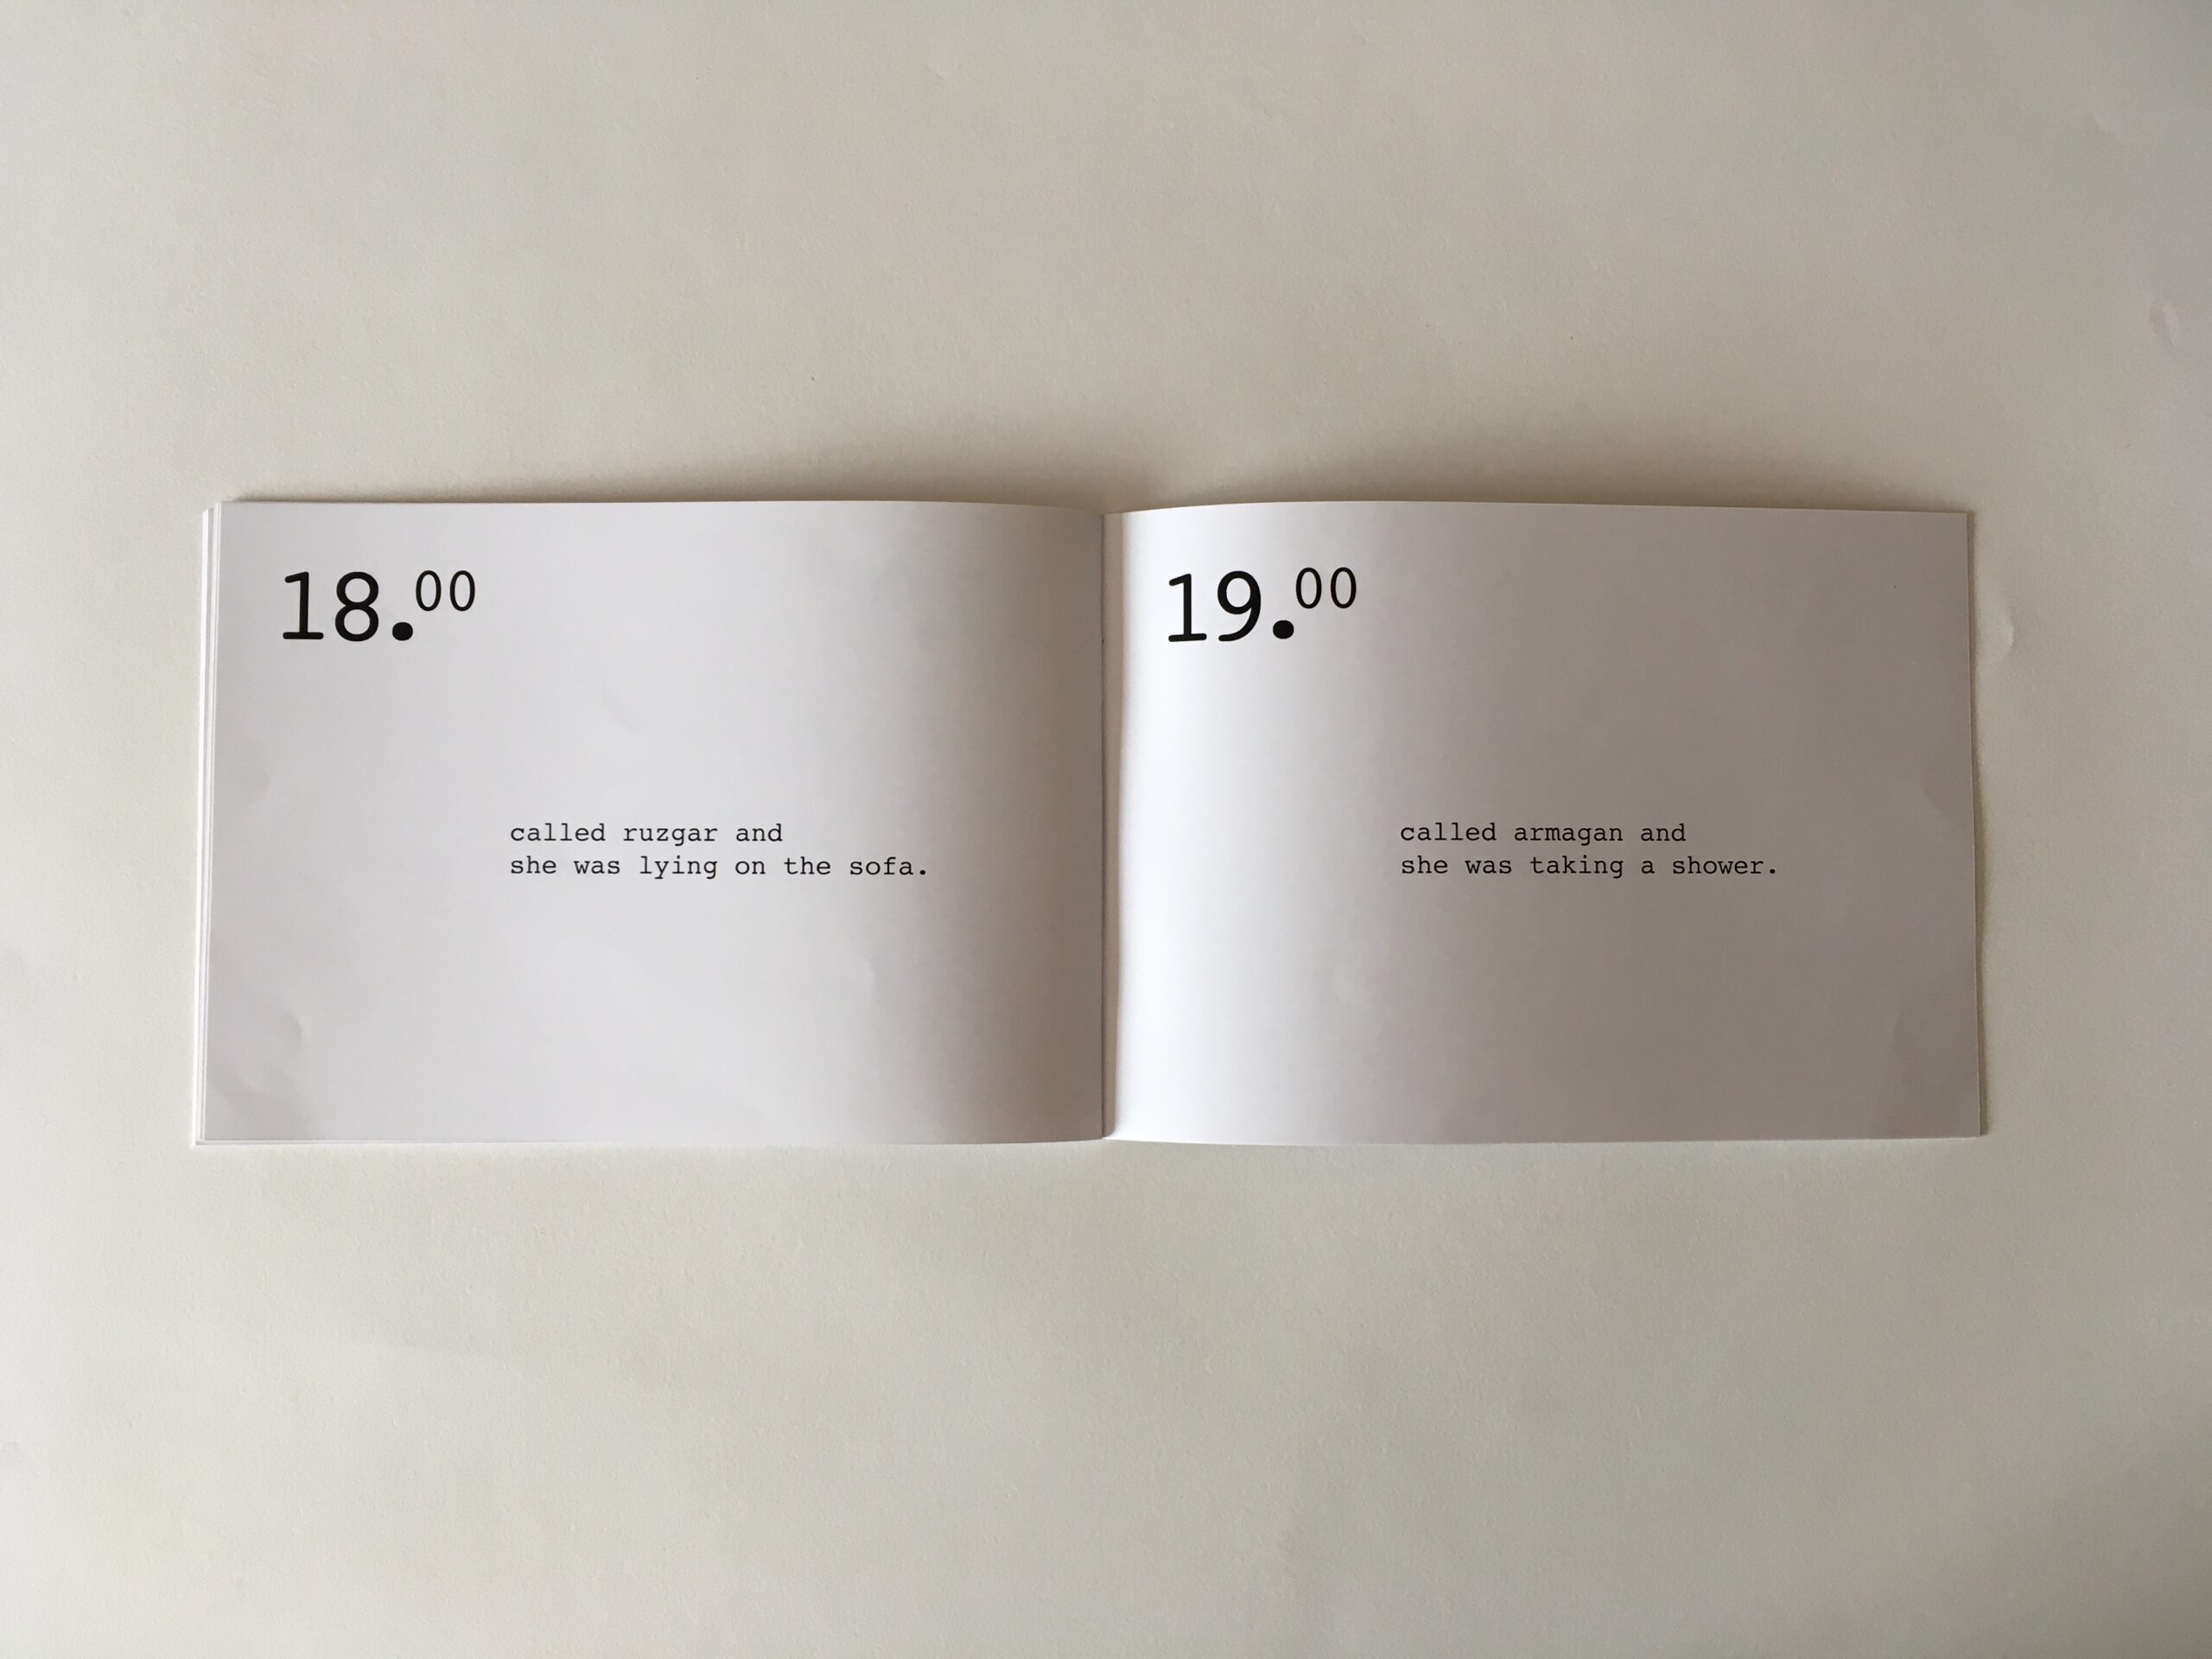 18.00
called ruzgar and
she was lying on the sofa.
19.00
called armagan and
she was taking a shower.